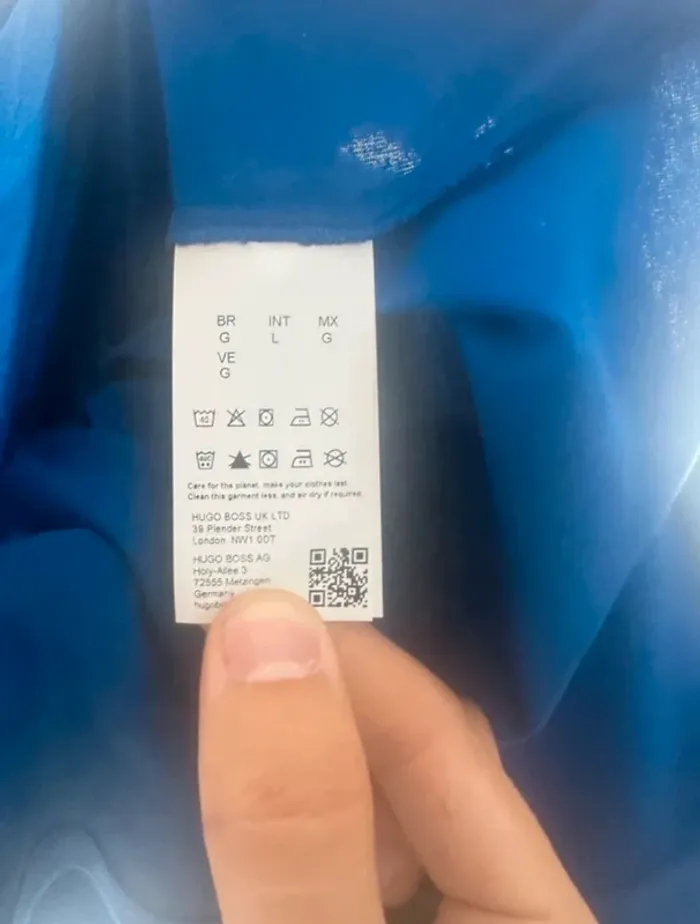 BR INT MX
G L G
VE
G
40
40C
Care for the planet, make your clothes last.
Clean this garment less, and air dry if required.
HUGO BOSS UK LTD
39 Plender Street
London NW1 0DT
HUGO BOSS AG
Holy-Allee 3
72555 Metzingen
Germany